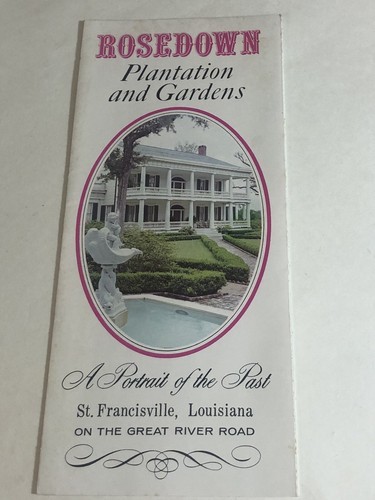 ROSEDOWN
Plantation
and Gardens
A Portrait of the Past
St. Francisville, Louisiana
ON THE GREAT RIVER ROAD